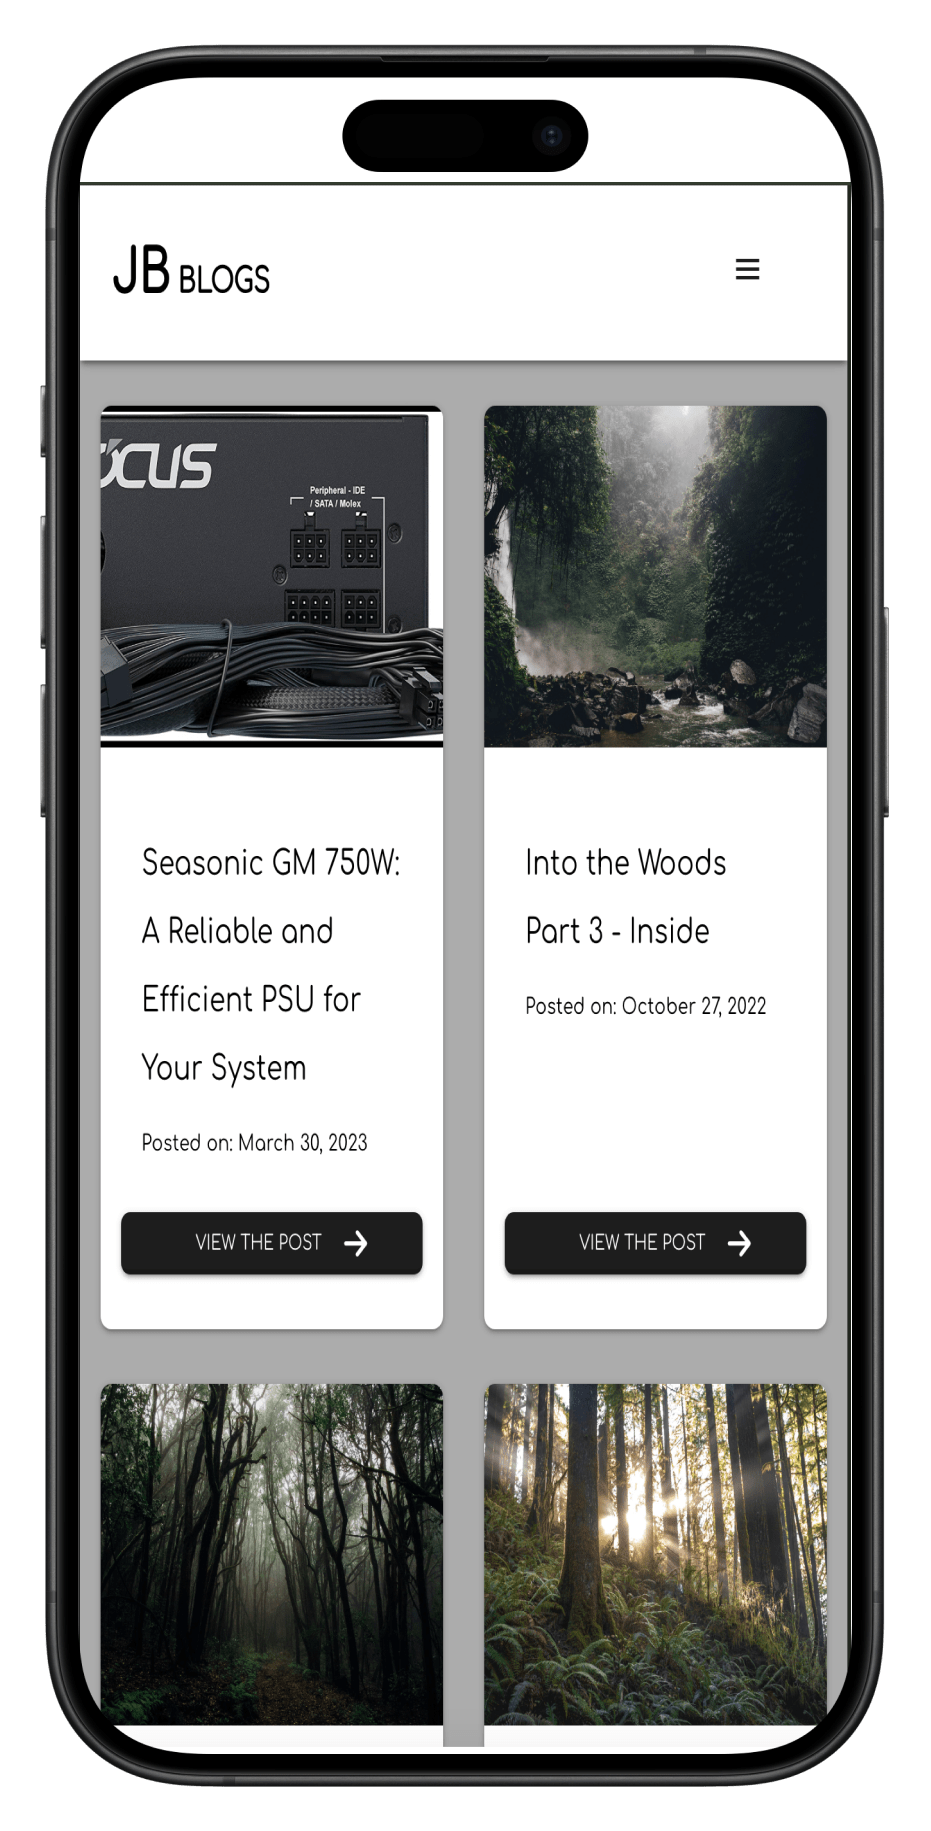 JB BLOGS
Peripheral - IDE
/ SATA / Molex
Seasonic GM 750W:
A Reliable and
Efficient PSU for
Your System
Posted on: March 30, 2023
VIEW THE POST
Into the Woods
Part 3 - Inside
Posted on: October 27, 2022
VIEW THE POST